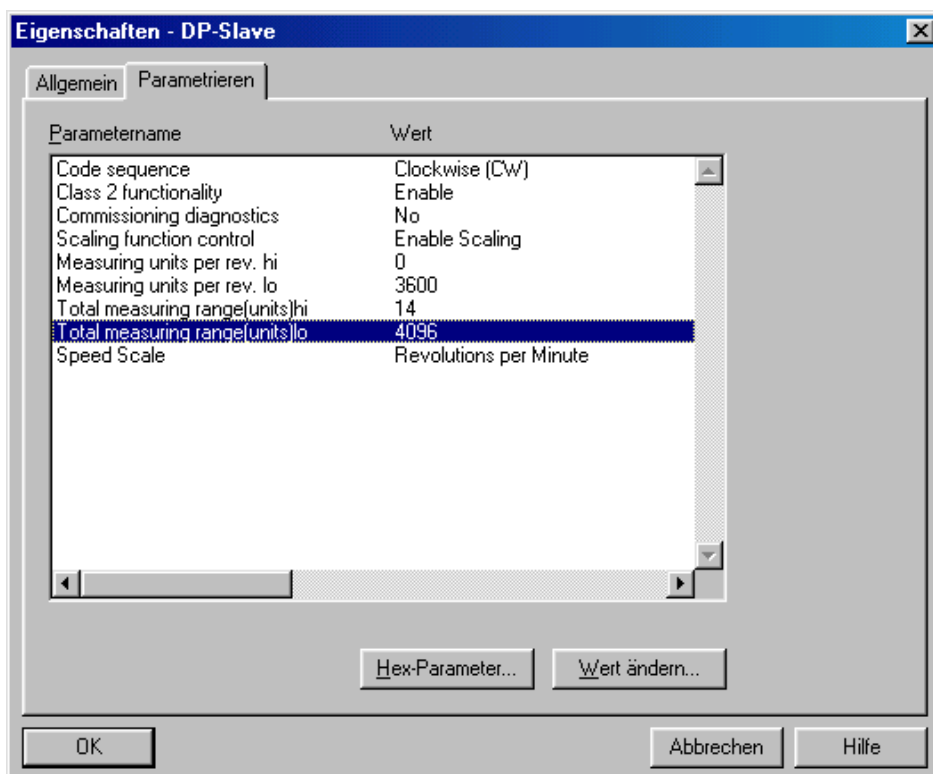 Eigenschaften - DP-Slave
Allgemein Parametrieren
Parametername Wert
Code sequence Clockwise (CW)
Class 2 functionality Enable
Commissioning diagnostics No
Scaling function control Enable Scaling
Measuring units per rev. hi 0
Measuring units per rev. lo 3600
Total measuring range(units)hi 14
Total measuring range(units)lo 4096
Speed Scale Revolutions per Minute
Hex-Parameter... Wert ändern...
OK Abbrechen Hilfe